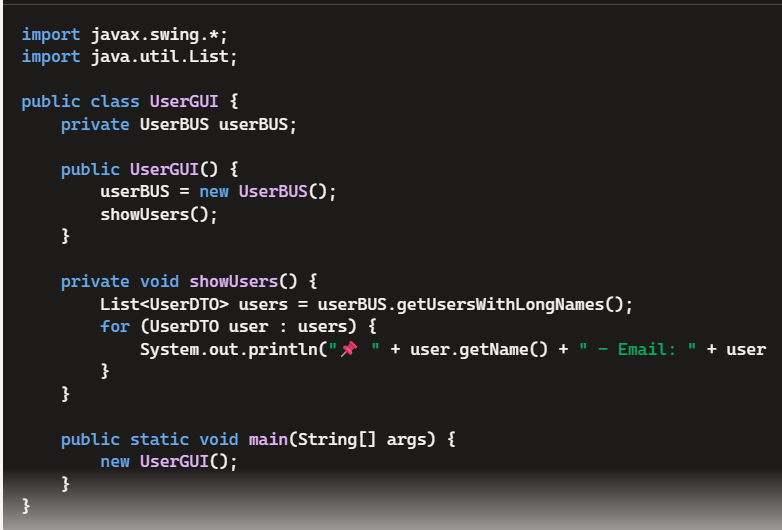 import javax.swing.*;
import java.util.List;

public class UserGUI {
    private UserBUS userBUS;

    public UserGUI() {
        userBUS = new UserBUS();
        showUsers();
    }

    private void showUsers() {
        List<UserDTO> users = userBUS.getUsersWithLongNames();
        for (UserDTO user : users) {
            System.out.println("📌 " + user.getName() + " - Email: " + user
        }
    }

    public static void main(String[] args) {
        new UserGUI();
    }
}